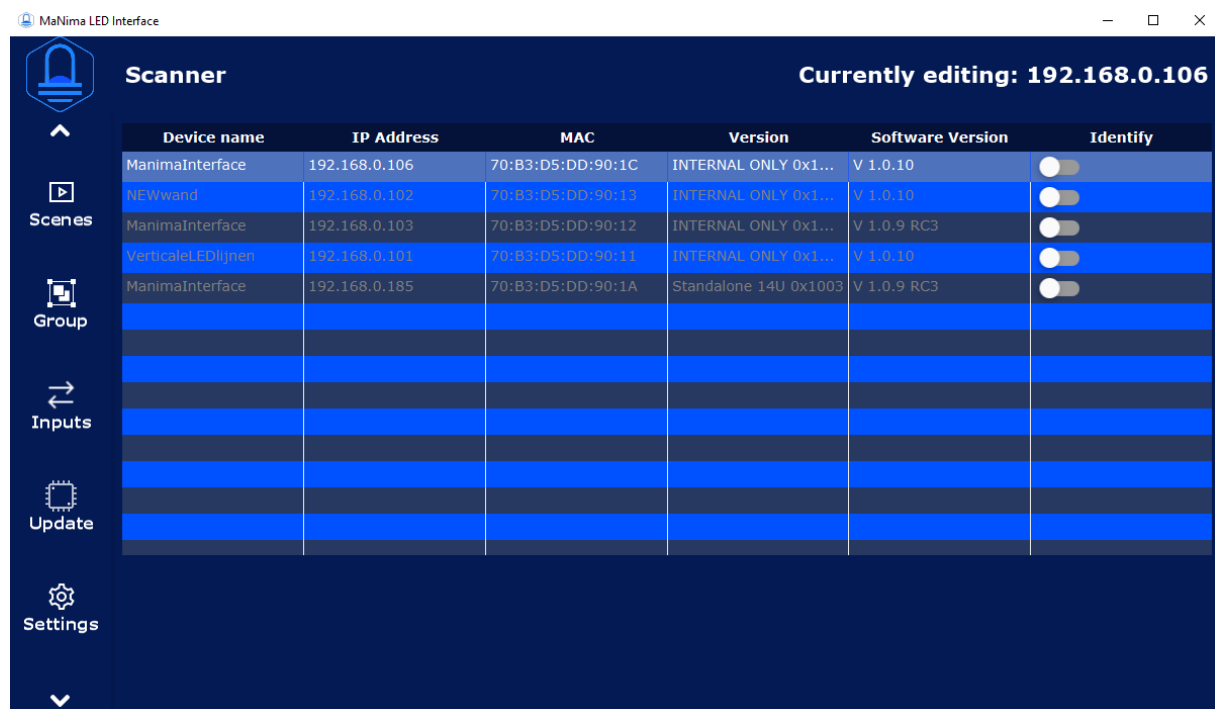 MaNima LED Interface
Scanner Currently editing: 192.168.0.106
Device name IP Address MAC Version Software Version Identify
ManimaInterface 192.168.0.106 70:B3:D5:DD:90:1C INTERNAL ONLY 0x1... V 1.0.10
NEWwand 192.168.0.102 70:B3:D5:DD:90:13 INTERNAL ONLY 0x1... V 1.0.10
ManimaInterface 192.168.0.103 70:B3:D5:DD:90:12 INTERNAL ONLY 0x1... V 1.0.9 RC3
VerticaleLEDlijnen 192.168.0.101 70:B3:D5:DD:90:11 INTERNAL ONLY 0x1... V 1.0.10
ManimaInterface 192.168.0.185 70:B3:D5:DD:90:1A Standalone 14U 0x1003 V 1.0.9 RC3
Scenes
Group
Inputs
Update
Settings